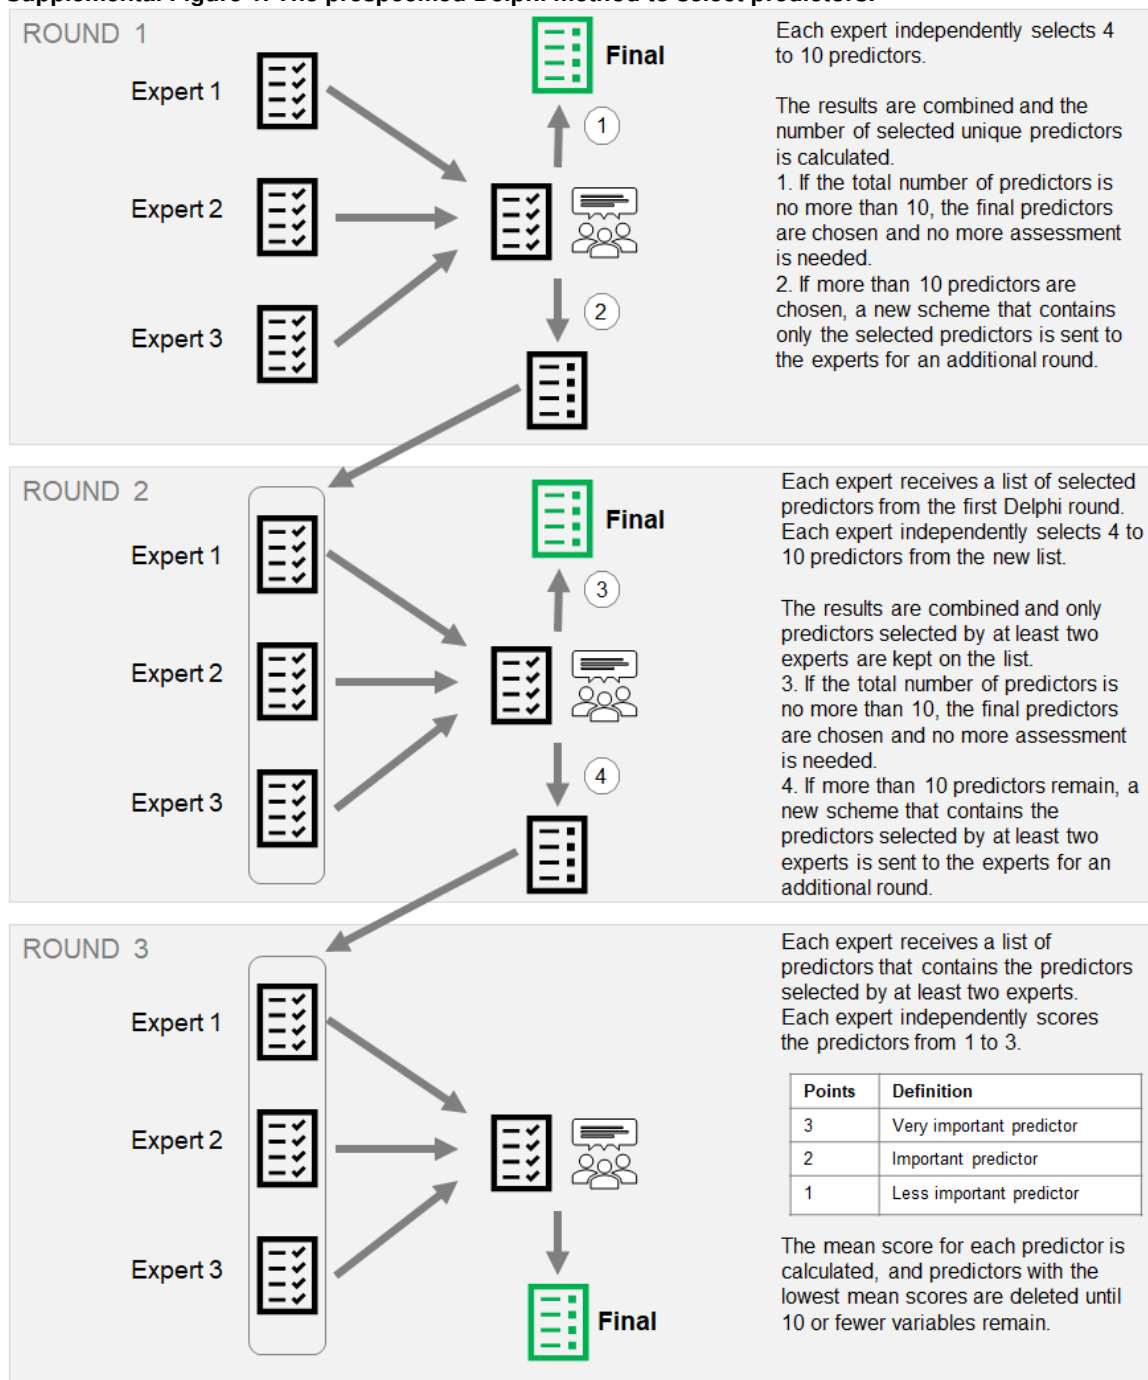 Supplemental Figure 1. The prespecified Delphi method to select predictors.
ROUND 1
Expert 1
Expert 2
Expert 3
Final
1
2
Each expert independently selects 4
to 10 predictors.
The results are combined and the
number of selected unique predictors
is calculated.
1. If the total number of predictors is
no more than 10, the final predictors
are chosen and no more assessment
is needed.
2. If more than 10 predictors are
chosen, a new scheme that contains
only the selected predictors is sent to
the experts for an additional round.
ROUND 2
Expert 1
Expert 2
Expert 3
Final
3
4
Each expert receives a list of selected
predictors from the first Delphi round.
Each expert independently selects 4 to
10 predictors from the new list.
The results are combined and only
predictors selected by at least two
experts are kept on the list.
3. If the total number of predictors is
no more than 10, the final predictors
are chosen and no more assessment
is needed.
4. If more than 10 predictors remain, a
new scheme that contains the
predictors selected by at least two
experts is sent to the experts for an
additional round.
ROUND 3
Expert 1
Expert 2
Expert 3
Final
Each expert receives a list of
predictors that contains the predictors
selected by at least two experts.
Each expert independently scores
the predictors from 1 to 3.
Points Definition
3 Very important predictor
2 Important predictor
1 Less important predictor
The mean score for each predictor is
calculated, and predictors with the
lowest mean scores are deleted until
10 or fewer variables remain.